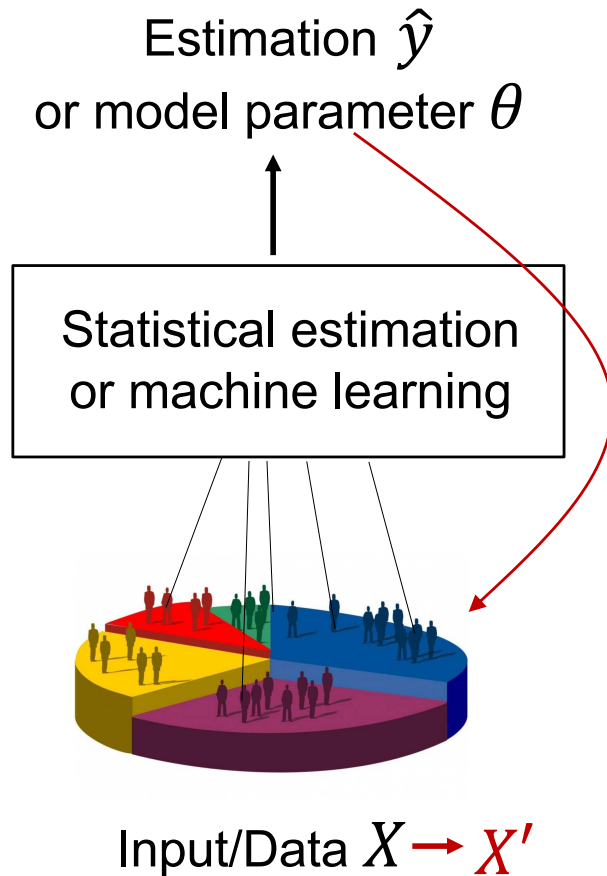 Estimation ŷ
or model parameter θ
Statistical estimation
or machine learning
Input/Data X → X′